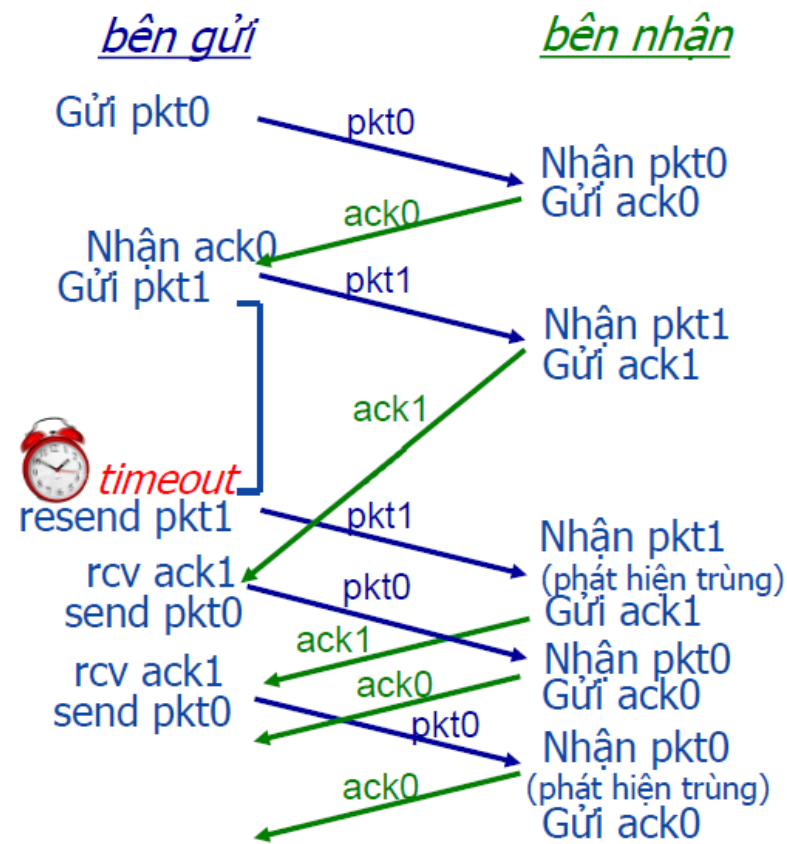 bên gửi
bên nhận
Gửi pkt0
pkt0
Nhận pkt0
Gửi ack0
ack0
Nhận ack0
Gửi pkt1
pkt1
Nhận pkt1
Gửi ack1
ack1
timeout
resend pkt1
pkt1
Nhận pkt1
(phát hiện trùng)
Gửi ack1
rcv ack1
send pkt0
pkt0
ack1
Nhận pkt0
Gửi ack0
rcv ack1
send pkt0
ack0
pkt0
Nhận pkt0
(phát hiện trùng)
Gửi ack0
ack0